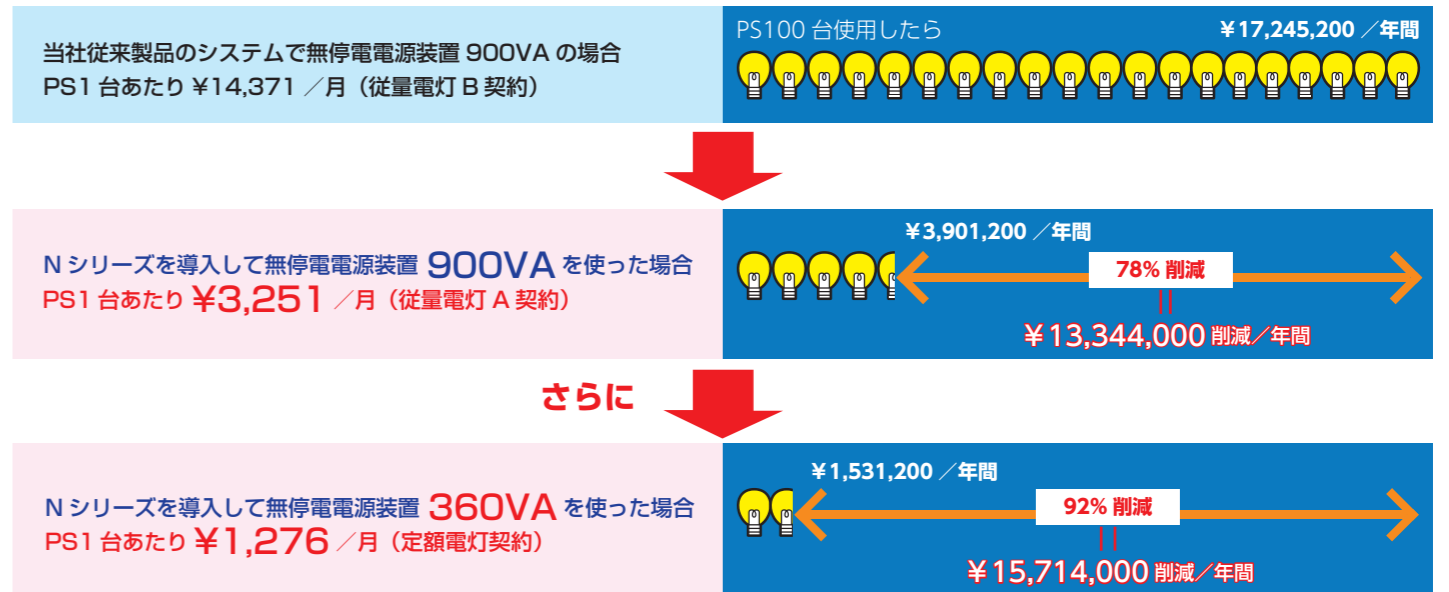 当社従来製品のシステムで無停電電源装置 900VA の場合
PS1 台あたり ¥14,371 ／月（従量電灯 B 契約）
PS100 台使用したら
¥17,245,200 ／年間
N シリーズを導入して無停電電源装置 900VA を使った場合
PS1 台あたり ¥3,251 ／月（従量電灯 A 契約）
¥3,901,200 ／年間
78% 削減
¥13,344,000 削減／年間
さらに
N シリーズを導入して無停電電源装置 360VA を使った場合
PS1 台あたり ¥1,276 ／月（定額電灯契約）
¥1,531,200 ／年間
92% 削減
¥15,714,000 削減／年間